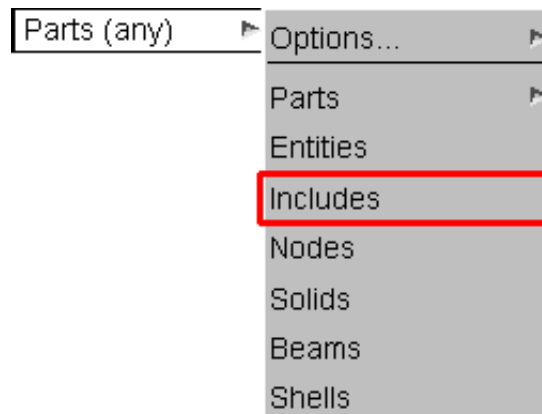 Parts (any)
Options...
Parts
Entities
Includes
Nodes
Solids
Beams
Shells